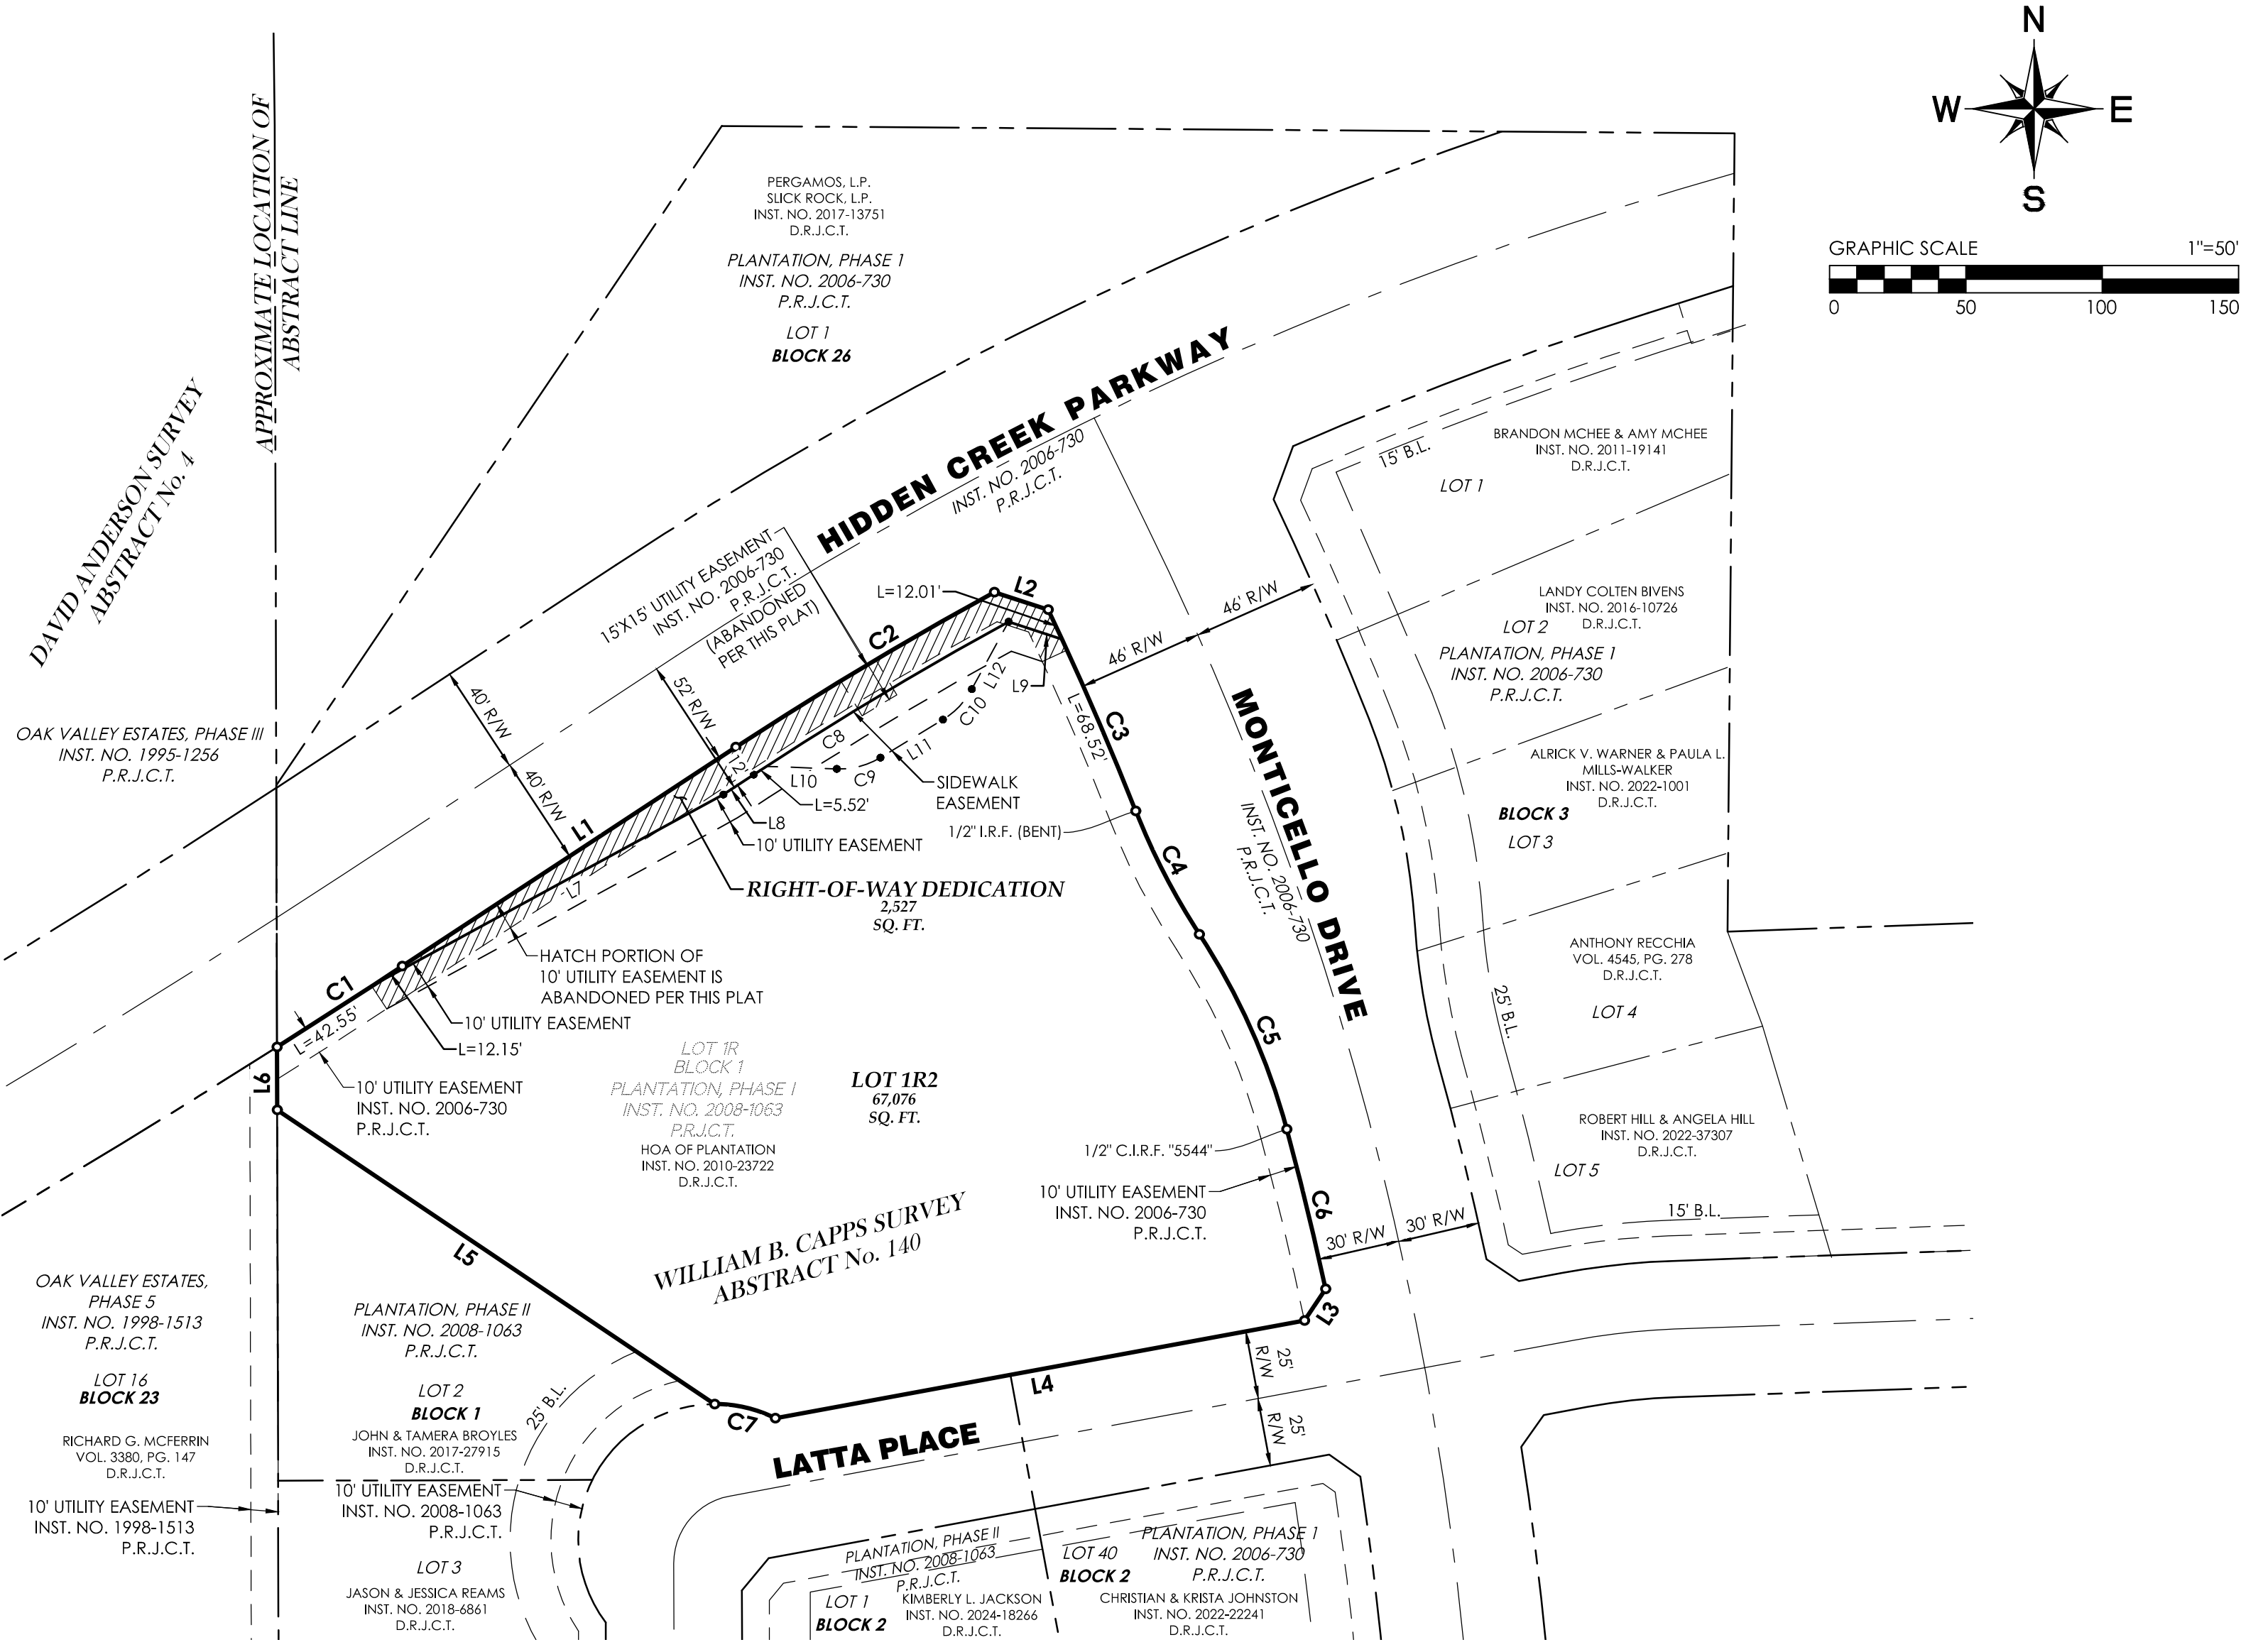 N
W
E
S
GRAPHIC SCALE
1"=50'
0
50
100
150
APPROXIMATE LOCATION OF
ABSTRACT LINE
DAVID ANDERSON SURVEY
ABSTRACT No. 4
PERGAMOS, L.P.
SLICK ROCK, L.P.
INST. NO. 2017-13751
D.R.J.C.T.
PLANTATION, PHASE 1
INST. NO. 2006-730
P.R.J.C.T.
LOT 1
BLOCK 26
HIDDEN CREEK PARKWAY
INST. NO. 2006-730
P.R.J.C.T.
15'X15' UTILITY EASEMENT
INST. NO. 2006-730
P.R.J.C.T.
(ABANDONED
PER THIS PLAT)
L=12.01'
L2
C2
46' R/W
46' R/W
15' B.L.
BRANDON MCHEE & AMY MCHEE
INST. NO. 2011-19141
D.R.J.C.T.
LOT 1
LANDY COLTEN BIVENS
INST. NO. 2016-10726
D.R.J.C.T.
LOT 2
PLANTATION, PHASE 1
INST. NO. 2006-730
P.R.J.C.T.
ALRICK V. WARNER & PAULA L.
MILLS-WALKER
INST. NO. 2022-1001
D.R.J.C.T.
BLOCK 3
LOT 3
ANTHONY RECCHIA
VOL. 4545, PG. 278
D.R.J.C.T.
LOT 4
25' B.L.
ROBERT HILL & ANGELA HILL
INST. NO. 2022-37307
D.R.J.C.T.
LOT 5
15' B.L.
OAK VALLEY ESTATES, PHASE III
INST. NO. 1995-1256
P.R.J.C.T.
40' R/W
40' R/W
52' R/W
12'
L1
C8
L10
C9
L11
C10
L12
L9
L=68.52'
C3
SIDEWALK
EASEMENT
L=5.52'
L8
10' UTILITY EASEMENT
1/2" I.R.F. (BENT)
C4
MONTICELLO DRIVE
INST. NO. 2006-730
P.R.J.C.T.
L7
RIGHT-OF-WAY DEDICATION
2,527
SQ. FT.
HATCH PORTION OF
10' UTILITY EASEMENT IS
ABANDONED PER THIS PLAT
C1
L=42.55'
10' UTILITY EASEMENT
L=12.15'
L6
10' UTILITY EASEMENT
INST. NO. 2006-730
P.R.J.C.T.
LOT 1R
BLOCK 1
PLANTATION, PHASE I
INST. NO. 2008-1063
P.R.J.C.T.
HOA OF PLANTATION
INST. NO. 2010-23722
D.R.J.C.T.
LOT 1R2
67,076
SQ. FT.
C5
1/2" C.I.R.F. "5544"
10' UTILITY EASEMENT
INST. NO. 2006-730
P.R.J.C.T.
C6
30' R/W
30' R/W
WILLIAM B. CAPPS SURVEY
ABSTRACT No. 140
L5
L3
OAK VALLEY ESTATES,
PHASE 5
INST. NO. 1998-1513
P.R.J.C.T.
LOT 16
BLOCK 23
RICHARD G. MCFERRIN
VOL. 3380, PG. 147
D.R.J.C.T.
10' UTILITY EASEMENT
INST. NO. 1998-1513
P.R.J.C.T.
PLANTATION, PHASE II
INST. NO. 2008-1063
P.R.J.C.T.
LOT 2
BLOCK 1
JOHN & TAMERA BROYLES
INST. NO. 2017-27915
D.R.J.C.T.
25' B.L.
10' UTILITY EASEMENT
INST. NO. 2008-1063
P.R.J.C.T.
LOT 3
JASON & JESSICA REAMS
INST. NO. 2018-6861
D.R.J.C.T.
C7
L4
25'
R/W
25'
R/W
LATTA PLACE
PLANTATION, PHASE II
INST. NO. 2008-1063
P.R.J.C.T.
LOT 1
BLOCK 2
KIMBERLY L. JACKSON
INST. NO. 2024-18266
D.R.J.C.T.
LOT 40
BLOCK 2
PLANTATION, PHASE 1
INST. NO. 2006-730
P.R.J.C.T.
CHRISTIAN & KRISTA JOHNSTON
INST. NO. 2022-22241
D.R.J.C.T.